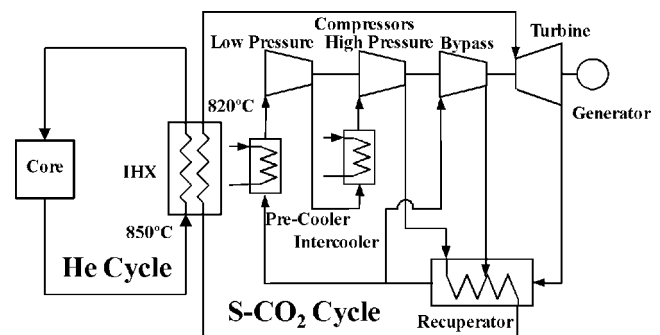 Compressors
Turbine
Low Pressure
High Pressure
Bypass
820°C
Generator
Core
IHX
850°C
Pre-Cooler
Intercooler
He Cycle
S-CO₂ Cycle
Recuperator